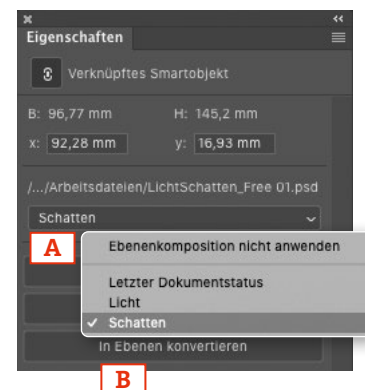 Eigenschaften
Verknüpftes Smartobjekt
B: 96,77 mm H: 145,2 mm
x: 92,28 mm y: 16,93 mm
/.../Arbeitsdateien/LichtSchatten_Free 01.psd
Schatten
A
Ebenenkomposition nicht anwenden
Letzter Dokumentstatus
Licht
Schatten
In Ebenen konvertieren
B